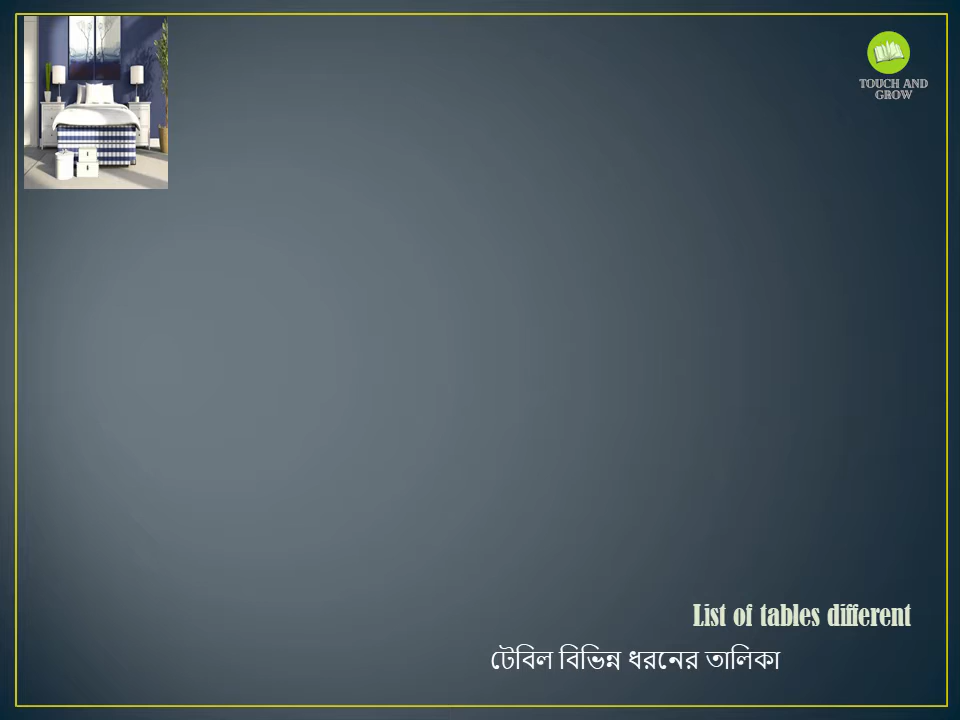 TOUCH AND
GROW
List of tables different
টেবিল বিভিন্ন ধরনের তালিকা